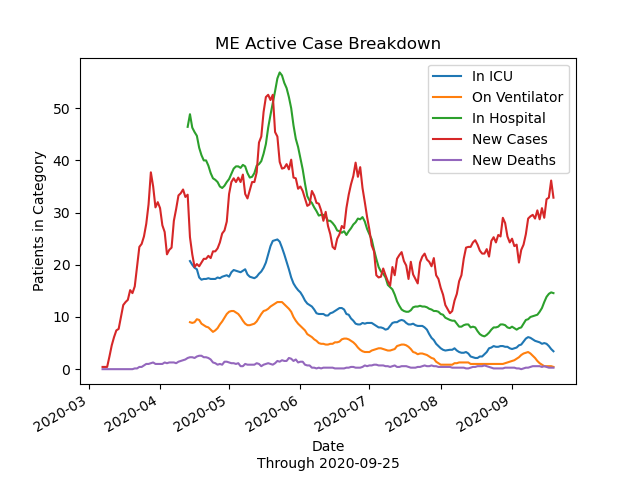 ME Active Case Breakdown
In ICU
On Ventilator
In Hospital
New Cases
New Deaths
Patients in Category
50
40
30
20
10
0
2020-03
2020-04
2020-05
2020-06
2020-07
2020-08
2020-09
Date
Through 2020-09-25